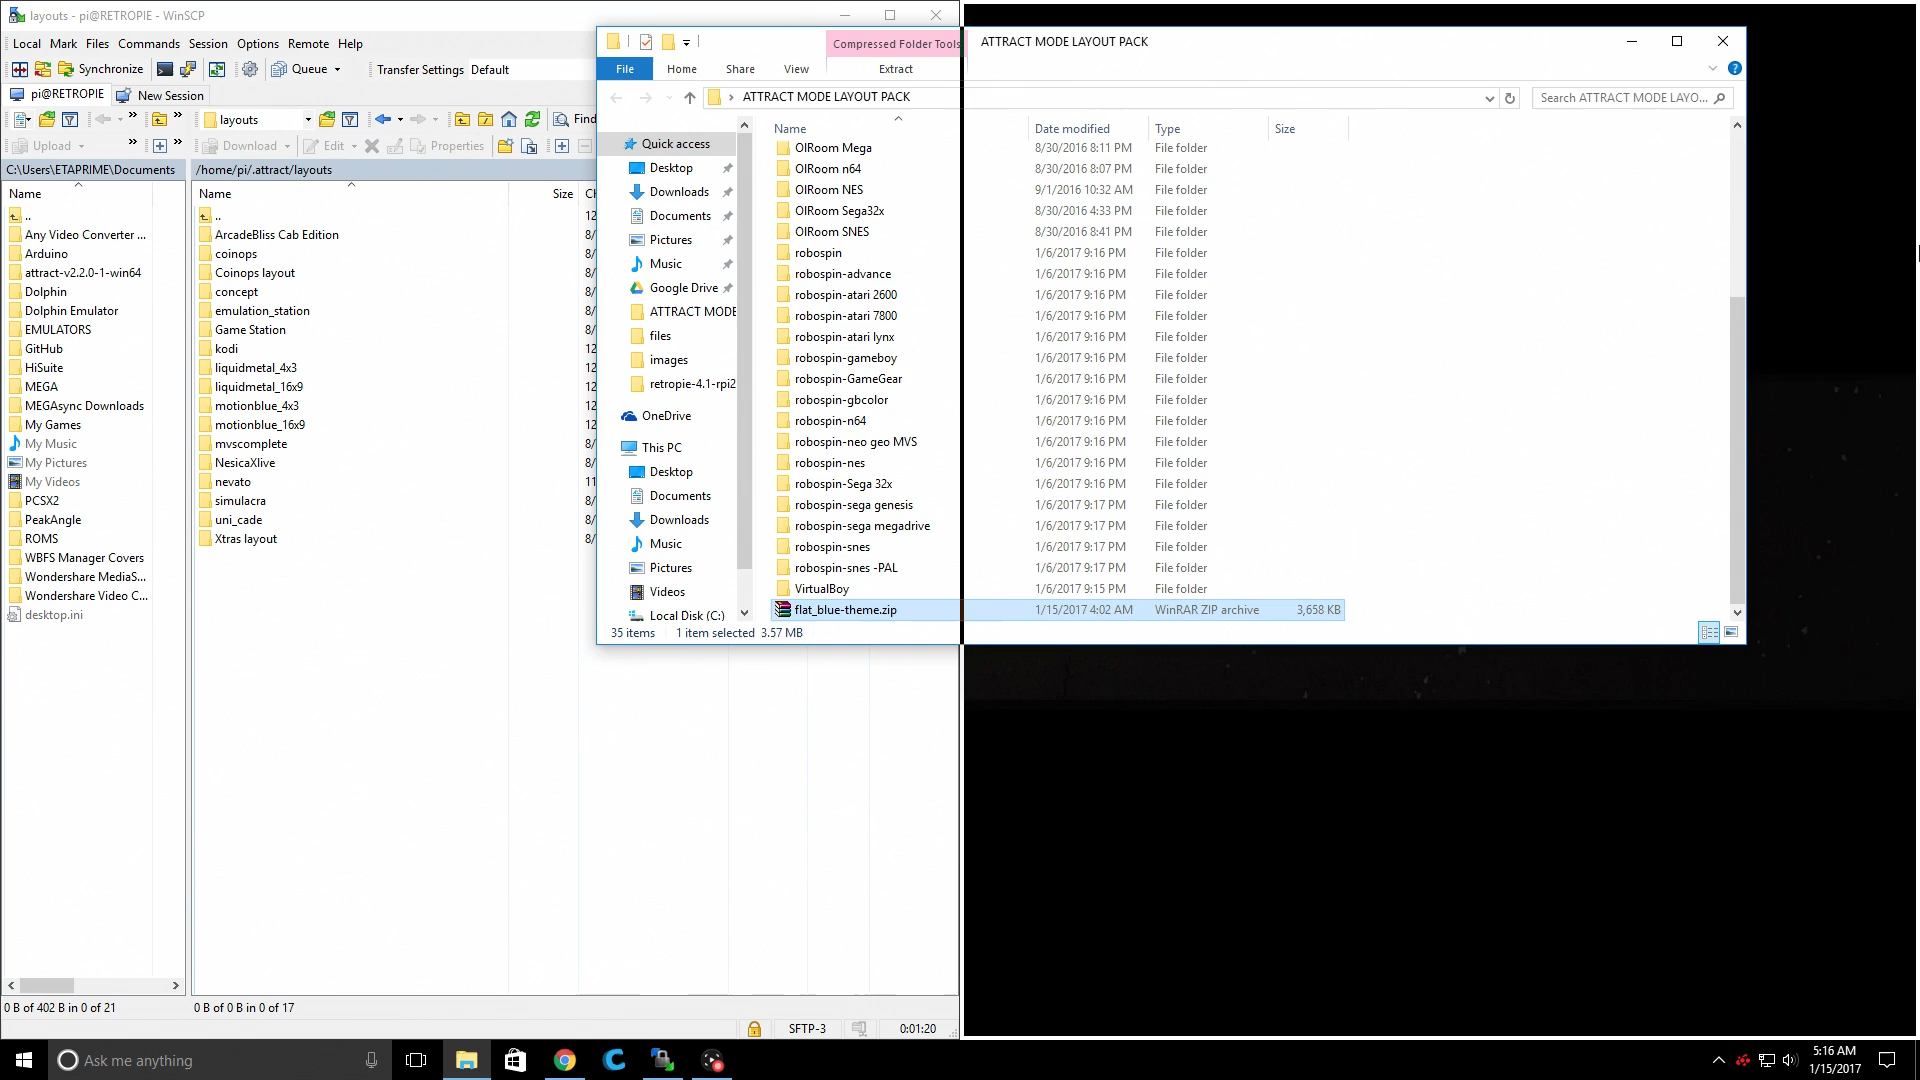 layouts - pi@RETROPIE - WinSCP
Local Mark Files Commands Session Options Remote Help
Synchronize Queue Transfer Settings Default
pi@RETROPIE New Session
layouts Find
Upload Download Edit Properties
C:\Users\ETAPRIME\Documents /home/pi/.attract/layouts
Name
..
Any Video Converter ...
Arduino
attract-v2.2.0-1-win64
Dolphin
Dolphin Emulator
EMULATORS
GitHub
HiSuite
MEGA
MEGAsync Downloads
My Games
My Music
My Pictures
My Videos
PCSX2
PeakAngle
ROMS
WBFS Manager Covers
Wondershare MediaS...
Wondershare Video C...
desktop.ini
0 B of 402 B in 0 of 21
Name Size Cł
.. 12
ArcadeBliss Cab Edition 8/
coinops 8/
Coinops layout 8/
concept 8/
emulation_station 8/
Game Station 8/
kodi 12
liquidmetal_4x3 12
liquidmetal_16x9 12
motionblue_4x3 12
motionblue_16x9 12
mvscomplete 8/
NesicaXlive 8/
nevato 11
simulacra 8/
uni_cade 8/
Xtras layout 8/
0 B of 0 B in 0 of 17
SFTP-3 0:01:20
Compressed Folder Tools ATTRACT MODE LAYOUT PACK
File Home Share View Extract
ATTRACT MODE LAYOUT PACK Search ATTRACT MODE LAYO...
Quick access
Desktop
Downloads
Documents
Pictures
Music
Google Drive
ATTRACT MODE
files
images
retropie-4.1-rpi2
OneDrive
This PC
Desktop
Documents
Downloads
Music
Pictures
Videos
Local Disk (C:)
Name Date modified Type Size
OIRoom Mega 8/30/2016 8:11 PM File folder
OIRoom n64 8/30/2016 8:07 PM File folder
OIRoom NES 9/1/2016 10:32 AM File folder
OIRoom Sega32x 8/30/2016 4:33 PM File folder
OIRoom SNES 8/30/2016 8:41 PM File folder
robospin 1/6/2017 9:16 PM File folder
robospin-advance 1/6/2017 9:16 PM File folder
robospin-atari 2600 1/6/2017 9:16 PM File folder
robospin-atari 7800 1/6/2017 9:16 PM File folder
robospin-atari lynx 1/6/2017 9:16 PM File folder
robospin-gameboy 1/6/2017 9:16 PM File folder
robospin-GameGear 1/6/2017 9:16 PM File folder
robospin-gbcolor 1/6/2017 9:16 PM File folder
robospin-n64 1/6/2017 9:16 PM File folder
robospin-neo geo MVS 1/6/2017 9:16 PM File folder
robospin-nes 1/6/2017 9:16 PM File folder
robospin-Sega 32x 1/6/2017 9:16 PM File folder
robospin-sega genesis 1/6/2017 9:17 PM File folder
robospin-sega megadrive 1/6/2017 9:17 PM File folder
robospin-snes 1/6/2017 9:17 PM File folder
robospin-snes -PAL 1/6/2017 9:17 PM File folder
VirtualBoy 1/6/2017 9:15 PM File folder
flat_blue-theme.zip 1/15/2017 4:02 AM WinRAR ZIP archive 3,658 KB
35 items 1 item selected 3.57 MB
Ask me anything
5:16 AM
1/15/2017